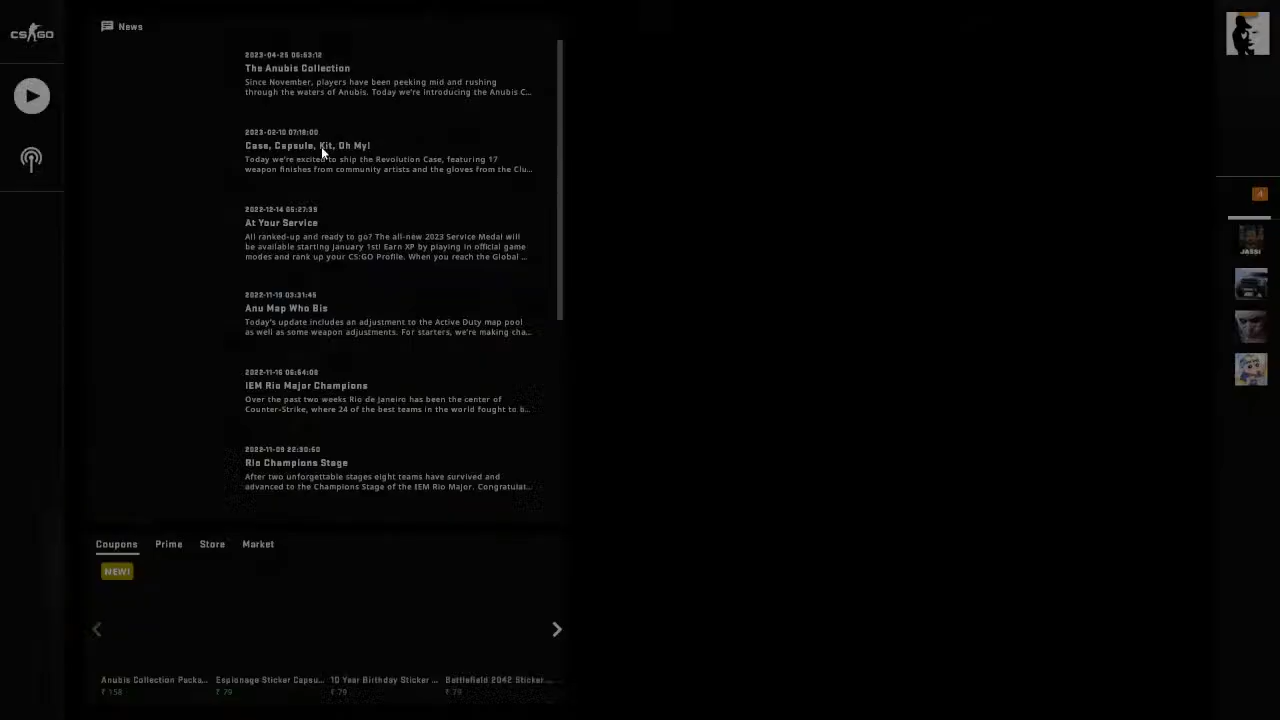 CS:GO
News
2023-04-25 06:53:12
The Anubis Collection
Since November, players have been peeking mid and rushing
through the waters of Anubis. Today we're introducing the Anubis C...
2023-02-10 07:18:00
Case, Capsule, Kit, Oh My!
Today we're excited to ship the Revolution Case, featuring 17
weapon finishes from community artists and the gloves from the Clu...
2022-12-14 05:27:39
At Your Service
All ranked-up and ready to go? The all-new 2023 Service Medal will
be available starting January 1st! Earn XP by playing in official game
modes and rank up your CS:GO Profile. When you reach the Global ...
2022-11-19 03:31:45
Anu Map Who Bis
Today's update includes an adjustment to the Active Duty map pool
as well as some weapon adjustments. For starters, we're making cha...
2022-11-16 06:54:08
IEM Rio Major Champions
Over the past two weeks Rio de Janeiro has been the center of
Counter-Strike, where 24 of the best teams in the world fought to b...
2022-11-09 22:30:50
Rio Champions Stage
After two unforgettable stages eight teams have survived and
advanced to the Champions Stage of the IEM Rio Major. Congratulat...
Coupons Prime Store Market
NEW!
Anubis Collection Packa... Espionage Sticker Capsu... 10 Year Birthday Sticker ... Battlefield 2042 Sticker ...
₹ 158 ₹ 79 ₹ 79 ₹ 79
JASSI